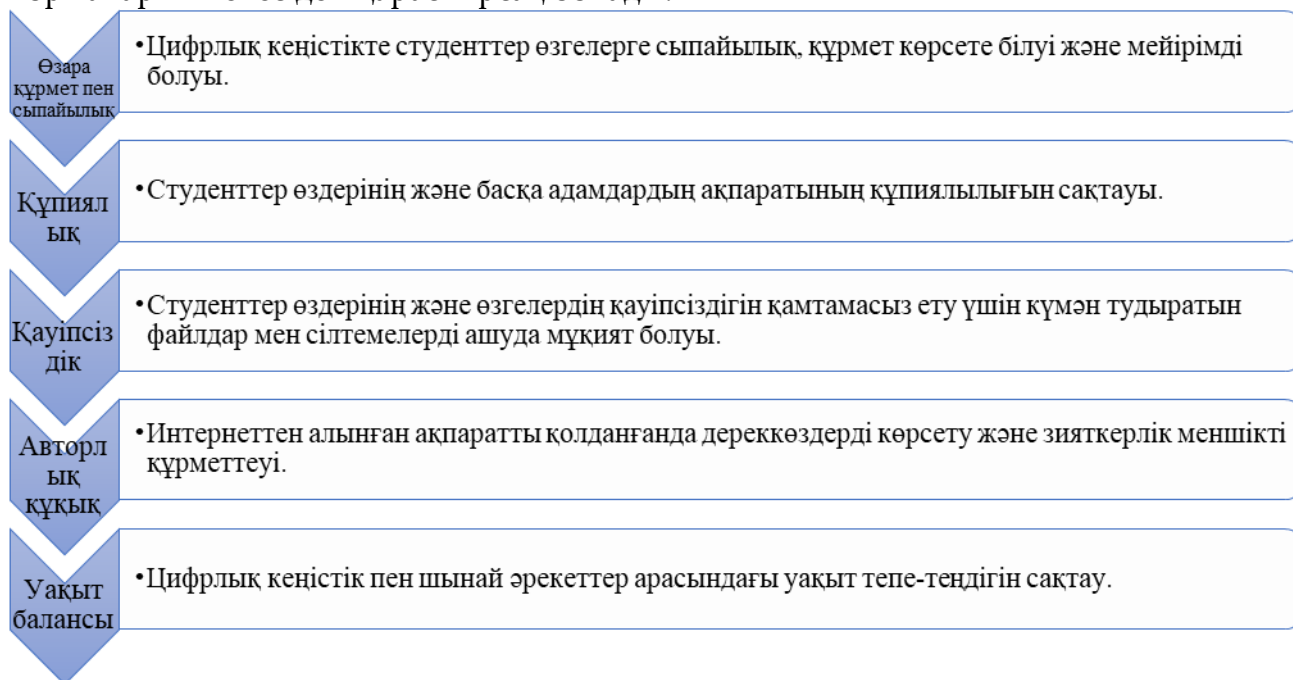 Өзара
құрмет пен
сыпайылық
•Цифрлық кеңістікте студенттер өзгелерге сыпайылық, құрмет көрсете білуі және мейірімді
болуы.
Құпиял
ық
•Студенттер өздерінің және басқа адамдардың ақпаратының құпиялылығын сақтауы.
Қауіпсіз
дік
•Студенттер өздерінің және өзгелердің қауіпсіздігін қамтамасыз ету үшін күмән тудыратын
файлдар мен сілтемелерді ашуда мұқият болуы.
Авторл
ық
құқық
•Интернеттен алынған ақпаратты қолданғанда дереккөздерді көрсету және зияткерлік меншікті
құрметтеуі.
Уақыт
балансы
•Цифрлық кеңістік пен шынай әрекеттер арасындағы уақыт тепе-теңдігін сақтау.